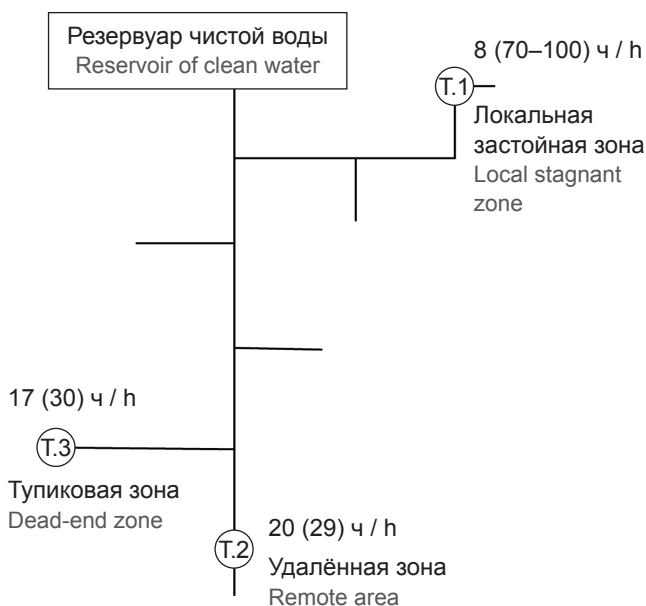 Резервуар чистой воды
Reservoir of clean water
8 (70–100) ч / h
Т.1
Локальная
застойная зона
Local stagnant
zone
17 (30) ч / h
Т.3
Тупиковая зона
Dead-end zone
20 (29) ч / h
Т.2
Удалённая зона
Remote area